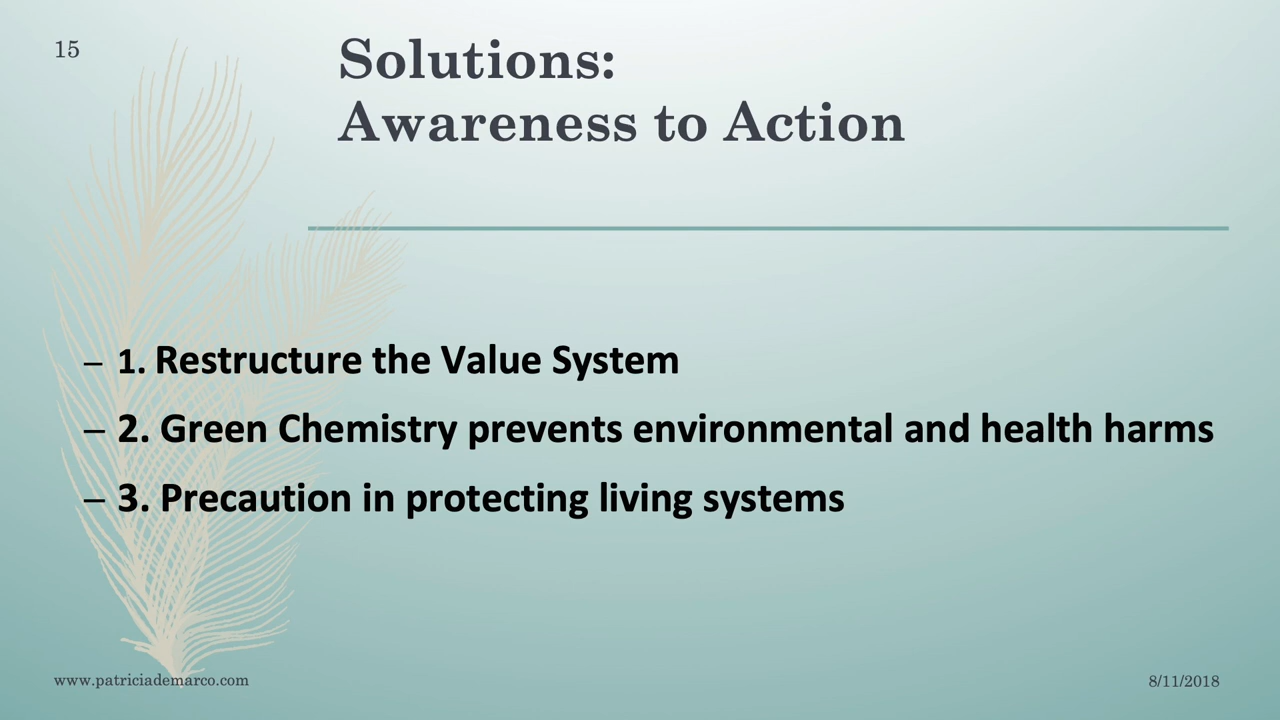 15
Solutions:
Awareness to Action
– 1. Restructure the Value System
– 2. Green Chemistry prevents environmental and health harms
– 3. Precaution in protecting living systems
www.patriciademarco.com
8/11/2018